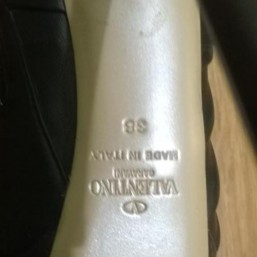 VALENTINO
GARAVANI
MADE IN ITALY
38